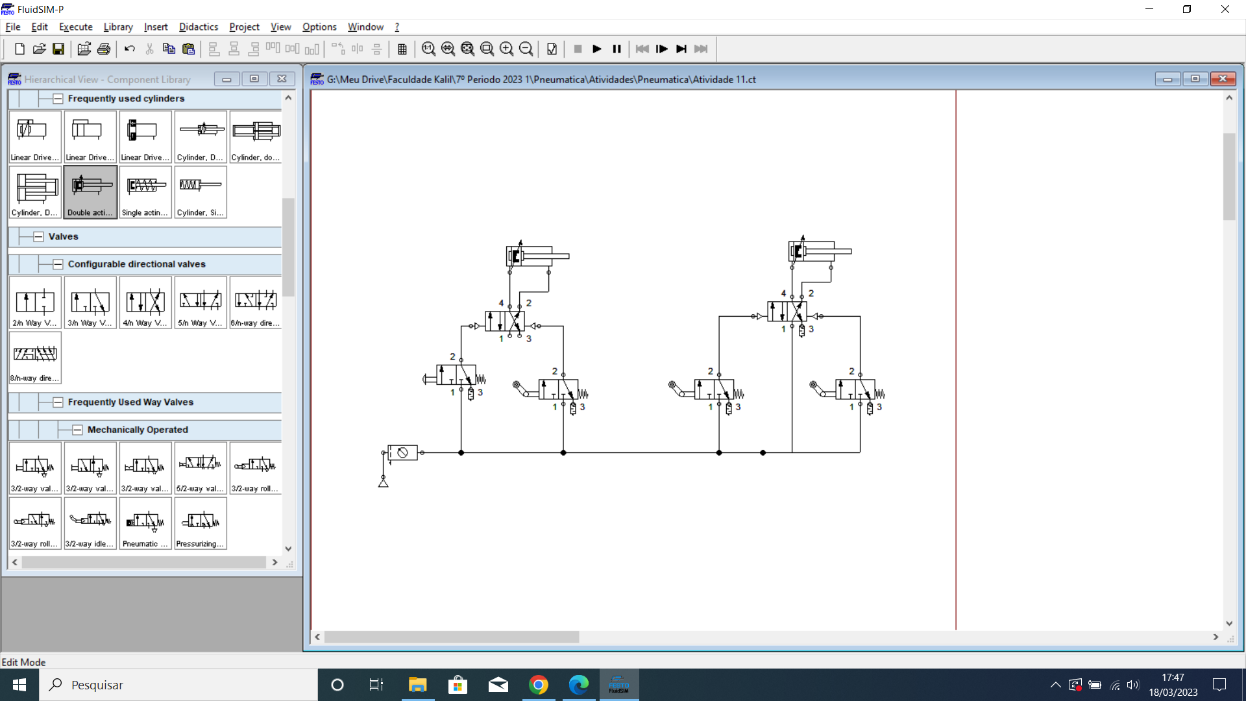 FluidSIM-P
File Edit Execute Library Insert Didactics Project View Options Window ?
Hierarchical View - Component Library
Frequently used cylinders
Linear Drive... Linear Drive... Linear Drive... Cylinder, D... Cylinder, do...
Cylinder, D... Double acti... Single actin... Cylinder, Si...
Valves
Configurable directional valves
2/n Way V... 3/n Way V... 4/n Way V... 5/n Way V... 6/n-way dire...
8/n-way dire...
Frequently Used Way Valves
Mechanically Operated
3/2-way val... 3/2-way val... 3/2-way val... 5/2-way val... 3/2-way roll...
3/2-way roll... 3/2-way idle... Pneumatic ... Pressurizing...
G:\Meu Drive\Faculdade Kalil\7º Periodo 2023 1\Pneumatica\Atividades\Pneumatica\Atividade 11.ct
4 2
1 3
2
1 3
2
1 3
4 2
1 3
2
1 3
2
1 3
Edit Mode
Pesquisar
FluidSIM
17:47
18/03/2023